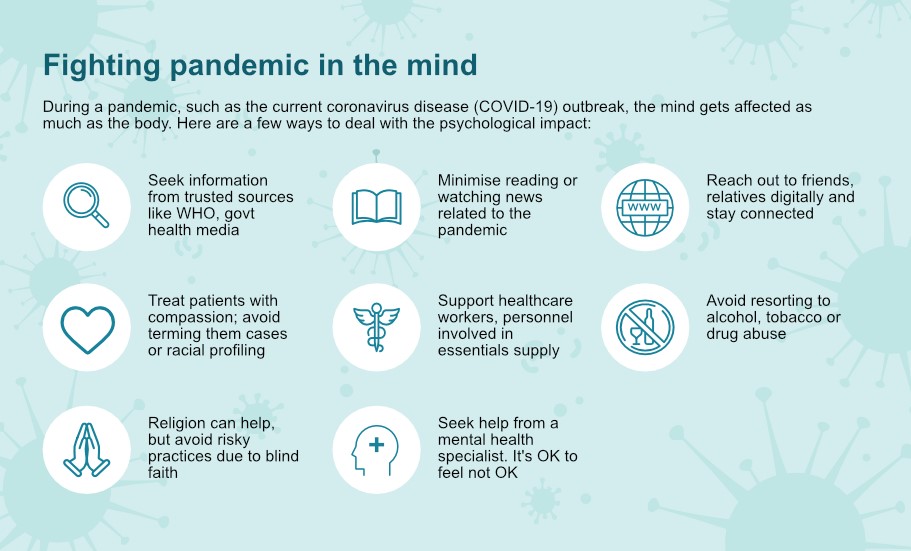 Fighting pandemic in the mind
During a pandemic, such as the current coronavirus disease (COVID-19) outbreak, the mind gets affected as
much as the body. Here are a few ways to deal with the psychological impact:
Seek information
from trusted sources
like WHO, govt
health media
Minimise reading or
watching news
related to the
pandemic
WWW
Reach out to friends,
relatives digitally and
stay connected
Treat patients with
compassion; avoid
terming them cases
or racial profiling
Support healthcare
workers, personnel
involved in
essentials supply
Avoid resorting to
alcohol, tobacco or
drug abuse
Religion can help,
but avoid risky
practices due to blind
faith
Seek help from a
mental health
specialist. It's OK to
feel not OK